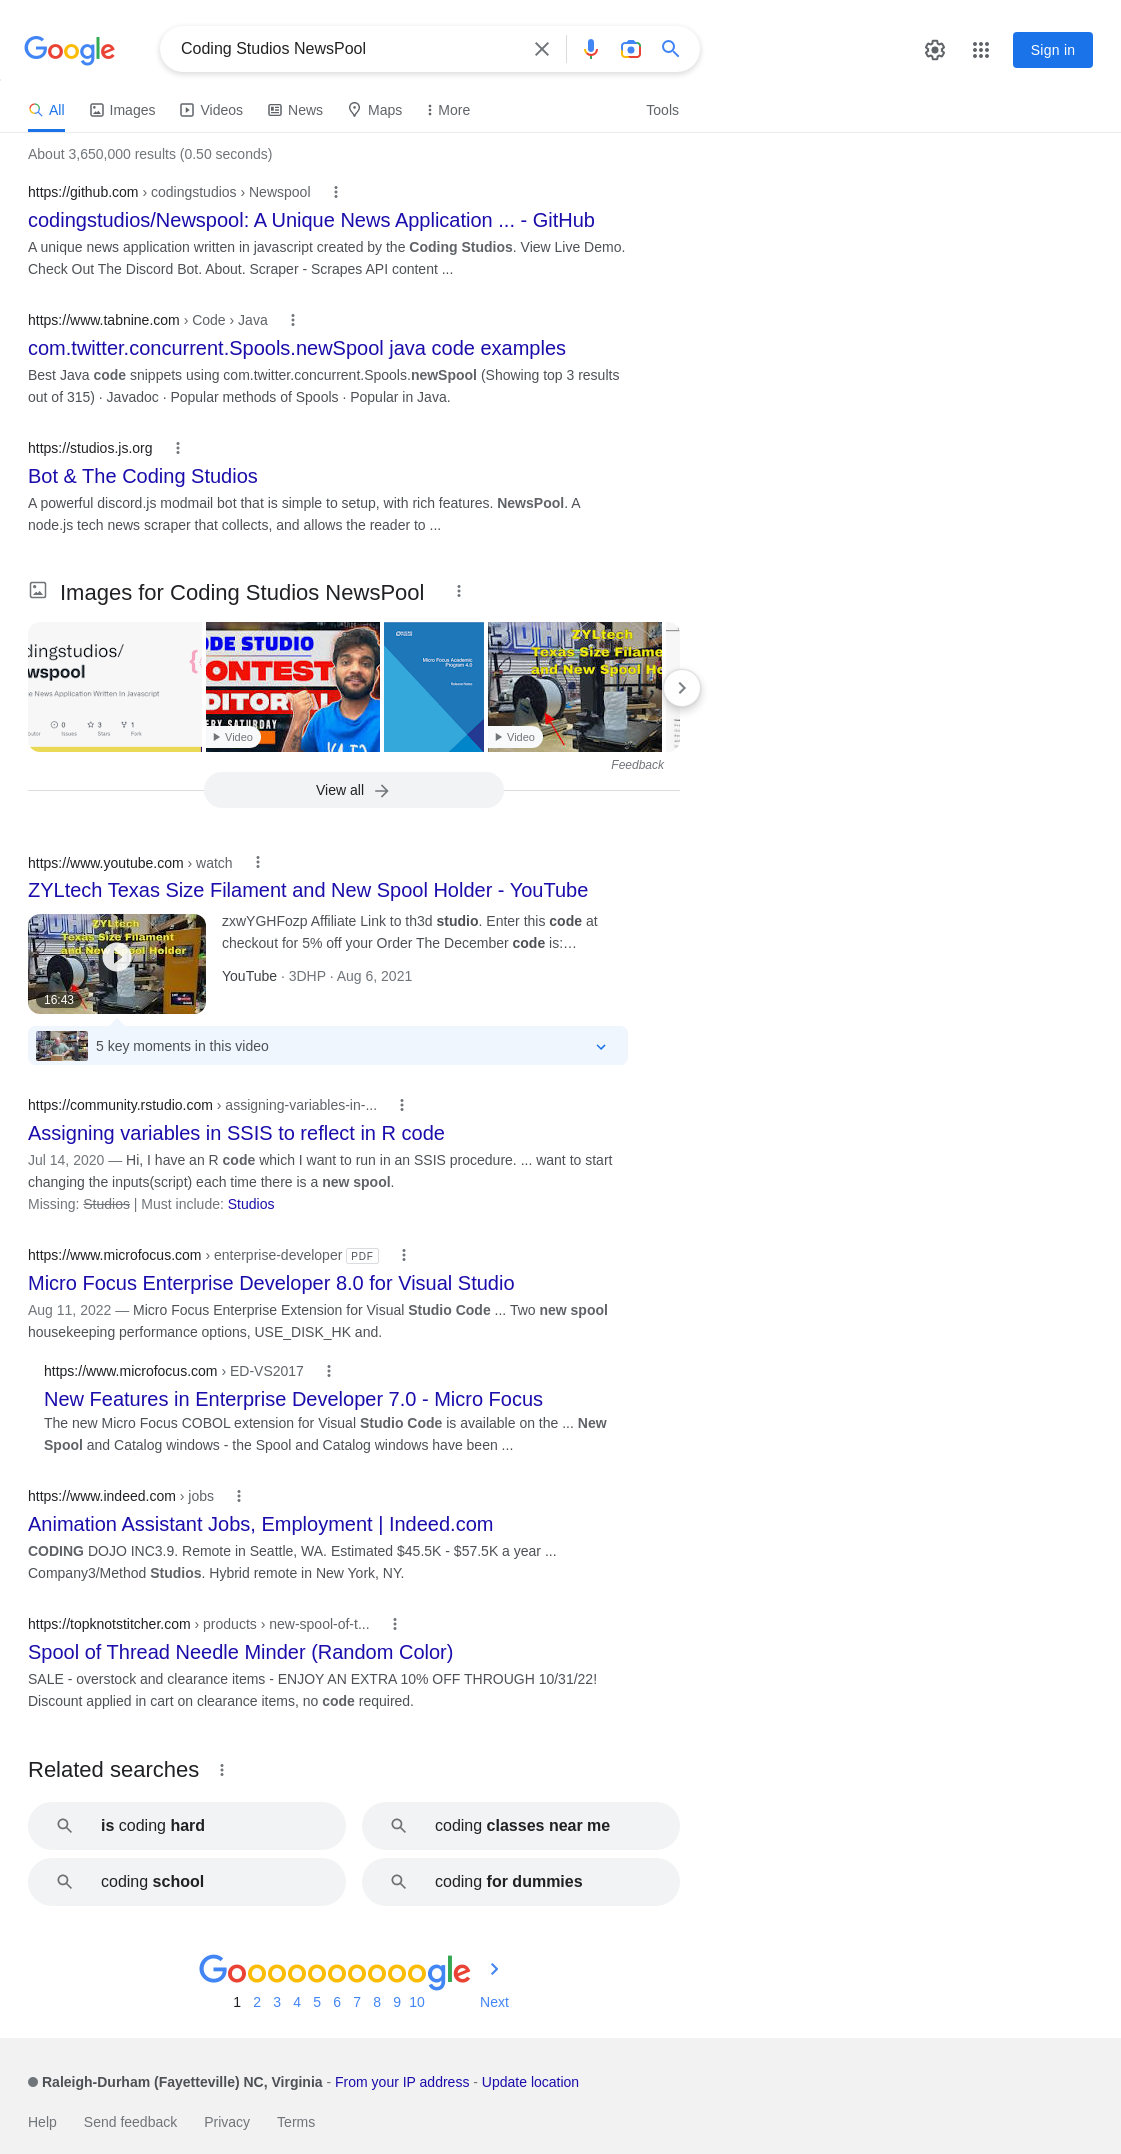 Google
Coding Studios NewsPool
Sign in
All
Images
Videos
News
Maps
More
Tools
About 3,650,000 results (0.50 seconds)
https://github.com › codingstudios › Newspool
codingstudios/Newspool: A Unique News Application ... - GitHub
A unique news application written in javascript created by the Coding Studios. View Live Demo.
Check Out The Discord Bot. About. Scraper - Scrapes API content ...
https://www.tabnine.com › Code › Java
com.twitter.concurrent.Spools.newSpool java code examples
Best Java code snippets using com.twitter.concurrent.Spools.newSpool (Showing top 3 results
out of 315) · Javadoc · Popular methods of Spools · Popular in Java.
https://studios.js.org
Bot & The Coding Studios
A powerful discord.js modmail bot that is simple to setup, with rich features. NewsPool. A
node.js tech news scraper that collects, and allows the reader to ...
Images for Coding Studios NewsPool
dingstudios/
wspool
e News Application Written In Javascript
0
Issues
3
Stars
1
Fork
ODE STUDIO
ONTEST
DITORIAL
ERY SATURDAY
Video
Micro Focus Academic
Program 4.0
Release Notes
3DHP
ZYLtech
Texas Size Filame
and New Spool Ho
Video
Feedback
View all
https://www.youtube.com › watch
ZYLtech Texas Size Filament and New Spool Holder - YouTube
3DHP
ZYLtech
Texas Size Filament
and New Spool Holder
16:43
zxwYGHFozp Affiliate Link to th3d studio. Enter this code at
checkout for 5% off your Order The December code is:…
YouTube · 3DHP · Aug 6, 2021
5 key moments in this video
https://community.rstudio.com › assigning-variables-in-...
Assigning variables in SSIS to reflect in R code
Jul 14, 2020 — Hi, I have an R code which I want to run in an SSIS procedure. ... want to start
changing the inputs(script) each time there is a new spool.
Missing: Studios | Must include: Studios
https://www.microfocus.com › enterprise-developer PDF
Micro Focus Enterprise Developer 8.0 for Visual Studio
Aug 11, 2022 — Micro Focus Enterprise Extension for Visual Studio Code ... Two new spool
housekeeping performance options, USE_DISK_HK and.
https://www.microfocus.com › ED-VS2017
New Features in Enterprise Developer 7.0 - Micro Focus
The new Micro Focus COBOL extension for Visual Studio Code is available on the ... New
Spool and Catalog windows - the Spool and Catalog windows have been ...
https://www.indeed.com › jobs
Animation Assistant Jobs, Employment | Indeed.com
CODING DOJO INC3.9. Remote in Seattle, WA. Estimated $45.5K - $57.5K a year ...
Company3/Method Studios. Hybrid remote in New York, NY.
https://topknotstitcher.com › products › new-spool-of-t...
Spool of Thread Needle Minder (Random Color)
SALE - overstock and clearance items - ENJOY AN EXTRA 10% OFF THROUGH 10/31/22!
Discount applied in cart on clearance items, no code required.
Related searches
is coding hard
coding classes near me
coding school
coding for dummies
Goooooooooogle
1 2 3 4 5 6 7 8 9 10 Next
Raleigh-Durham (Fayetteville) NC, Virginia - From your IP address - Update location
Help Send feedback Privacy Terms